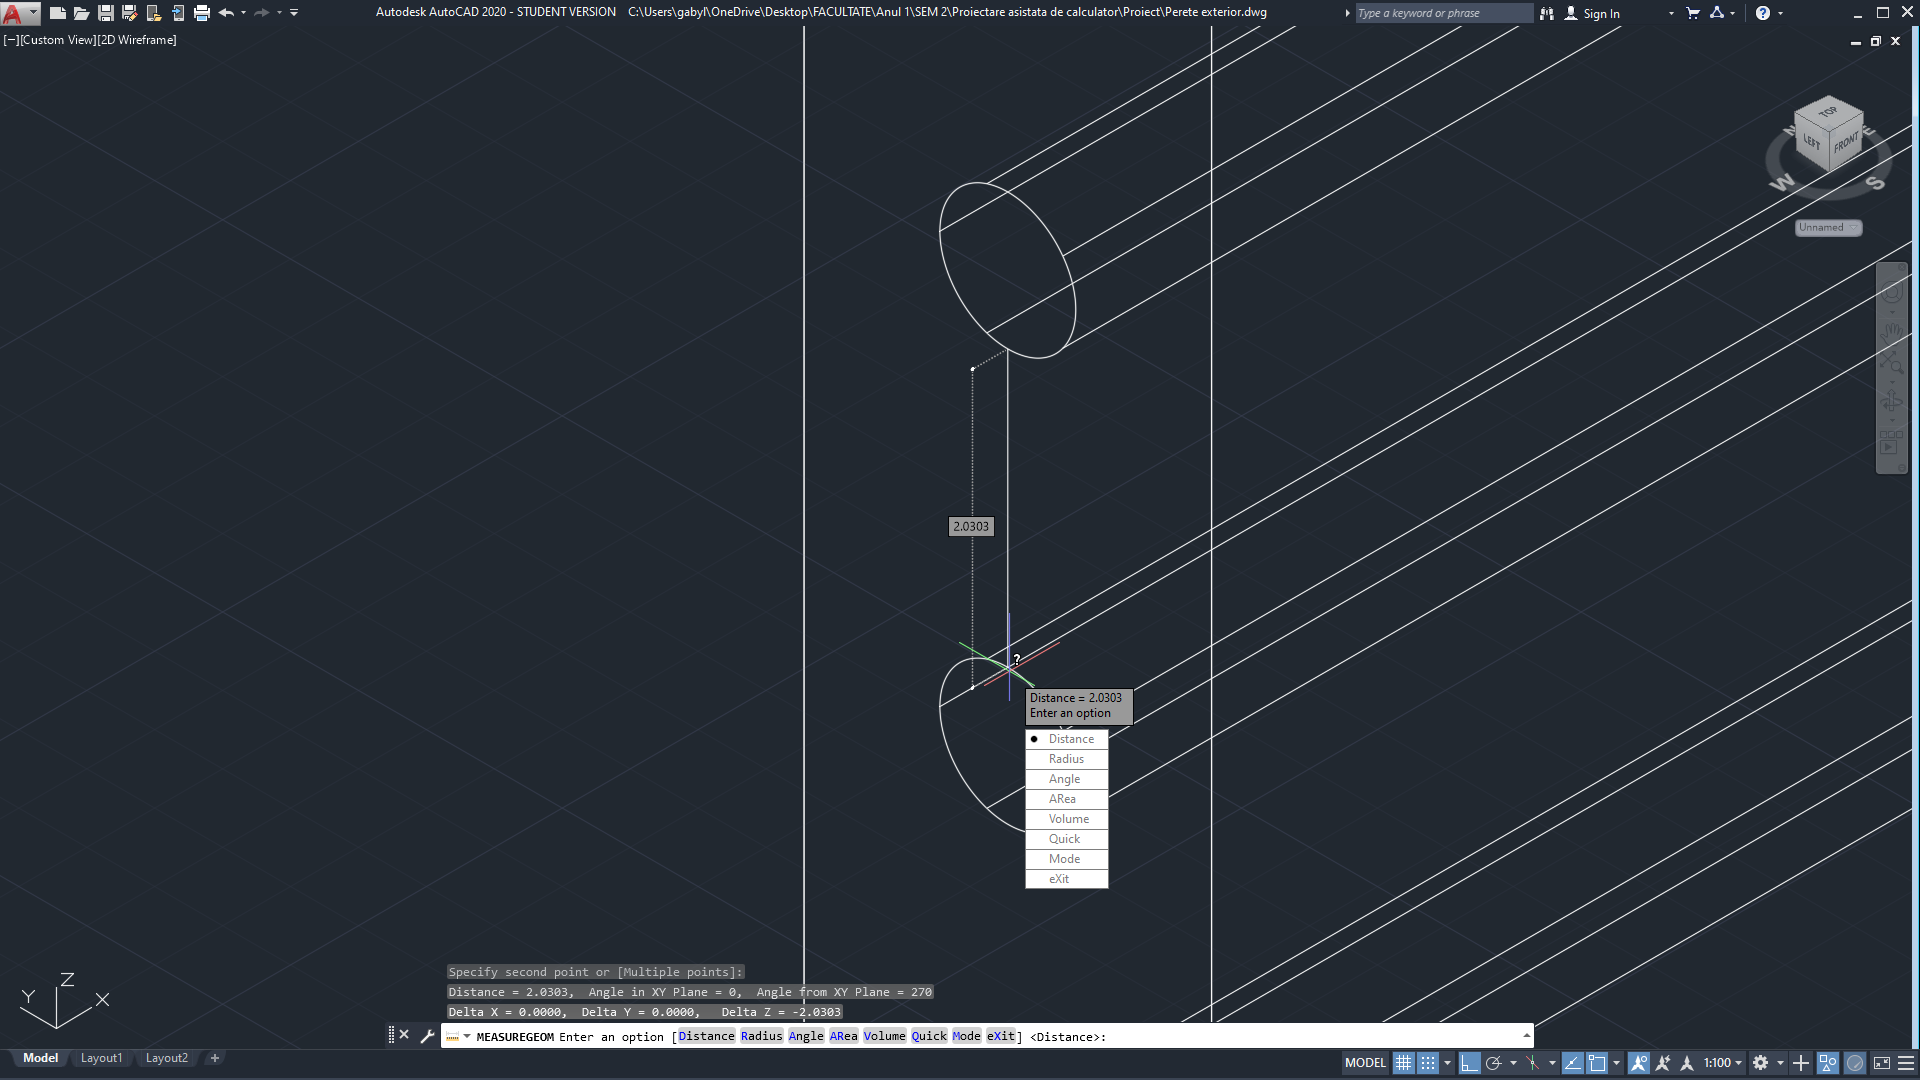 Autodesk AutoCAD 2020 - STUDENT VERSION    C:\Users\gabyl\OneDrive\Desktop\FACULTATE\Anul 1\SEM 2\Proiectare asistata de calculator\Proiect\Perete exterior.dwg
Type a keyword or phrase
Sign In
[−][Custom View][2D Wireframe]
TOP
LEFT
FRONT
N
E
W
S
Unnamed
2.0303
Distance = 2.0303
Enter an option
Distance
Radius
Angle
ARea
Volume
Quick
Mode
eXit
Z
Y
X
Specify second point or [Multiple points]:
Distance = 2.0303,  Angle in XY Plane = 0,  Angle from XY Plane = 270
Delta X = 0.0000,  Delta Y = 0.0000,   Delta Z = -2.0303
MEASUREGEOM Enter an option [Distance Radius Angle ARea Volume Quick Mode eXit] <Distance>:
Model
Layout1
Layout2
+
MODEL
1:100